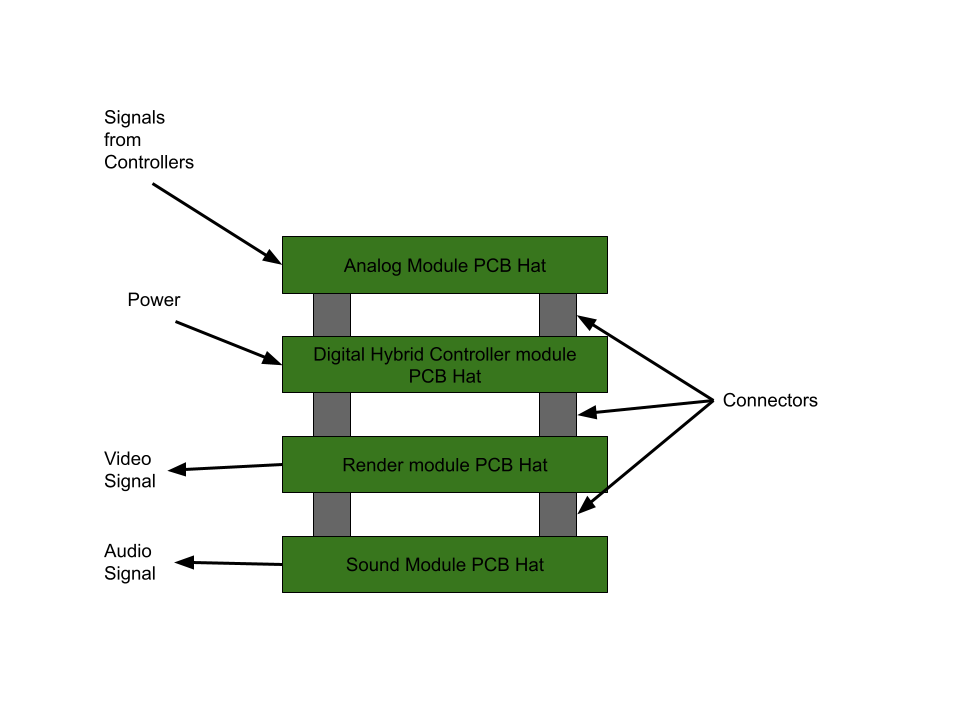 Signals
from
Controllers
Analog Module PCB Hat
Power
Digital Hybrid Controller module
PCB Hat
Connectors
Video
Signal
Render module PCB Hat
Audio
Signal
Sound Module PCB Hat